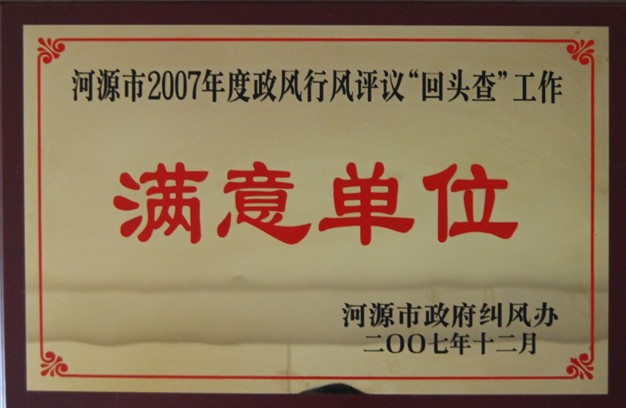 河源市2007年度政风行风评议“回头查”工作
满意单位
河源市政府纠风办
二〇〇七年十二月